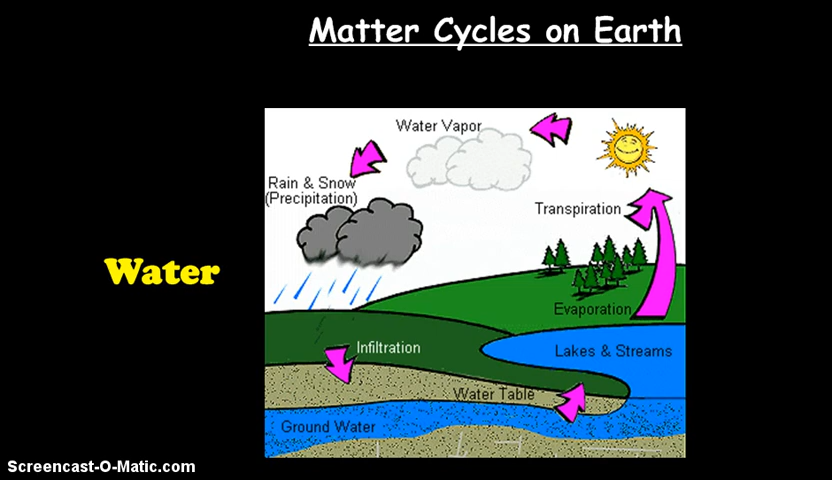 Matter Cycles on Earth
Water Vapor
Rain & Snow
(Precipitation)
Transpiration
Water
Evaporation
Infiltration
Lakes & Streams
Water Table
Ground Water
Screencast-O-Matic.com